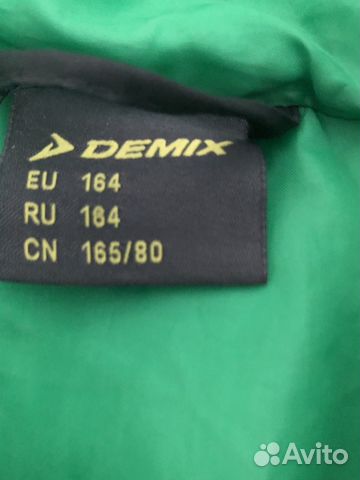 DEMIX
EU 164
RU 164
CN 165/80
Avito